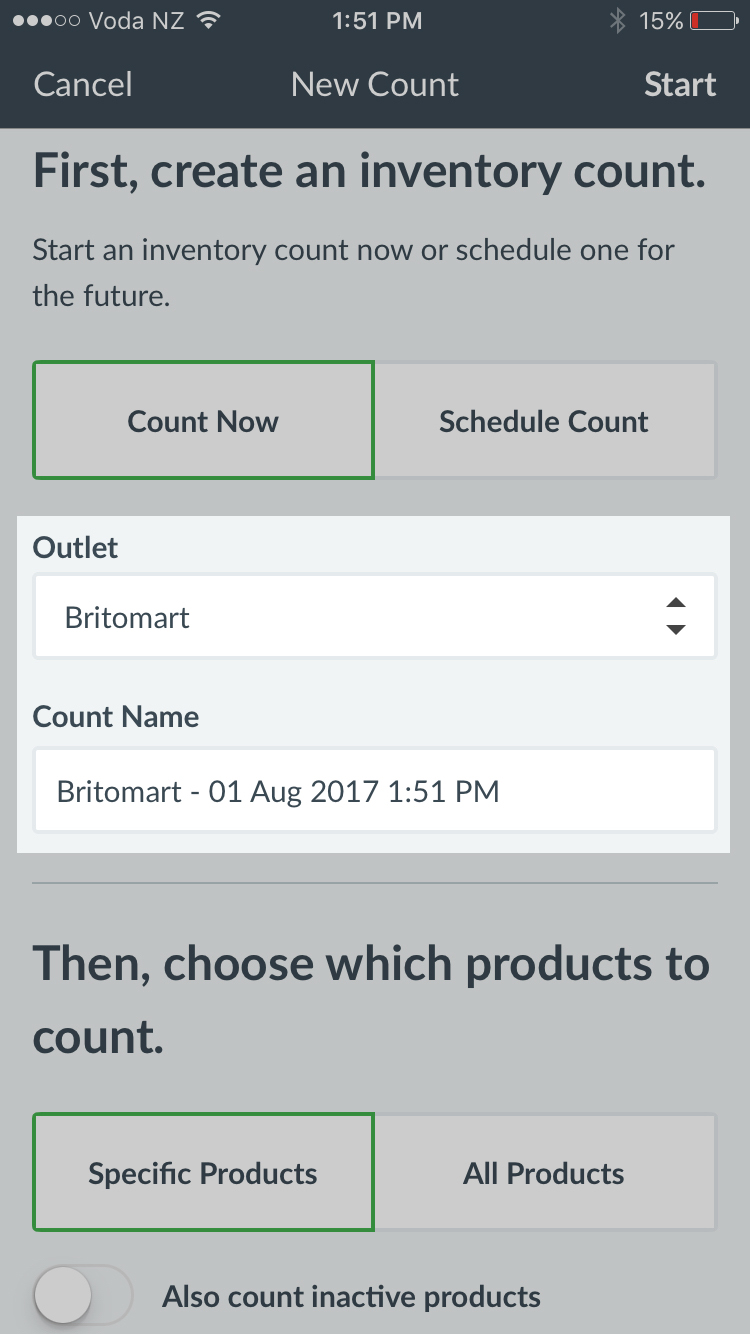 Voda NZ 1:51 PM 15%
Cancel New Count Start
First, create an inventory count.
Start an inventory count now or schedule one for
the future.
Count Now Schedule Count
Outlet
Britomart
Count Name
Britomart - 01 Aug 2017 1:51 PM
Then, choose which products to
count.
Specific Products All Products
Also count inactive products